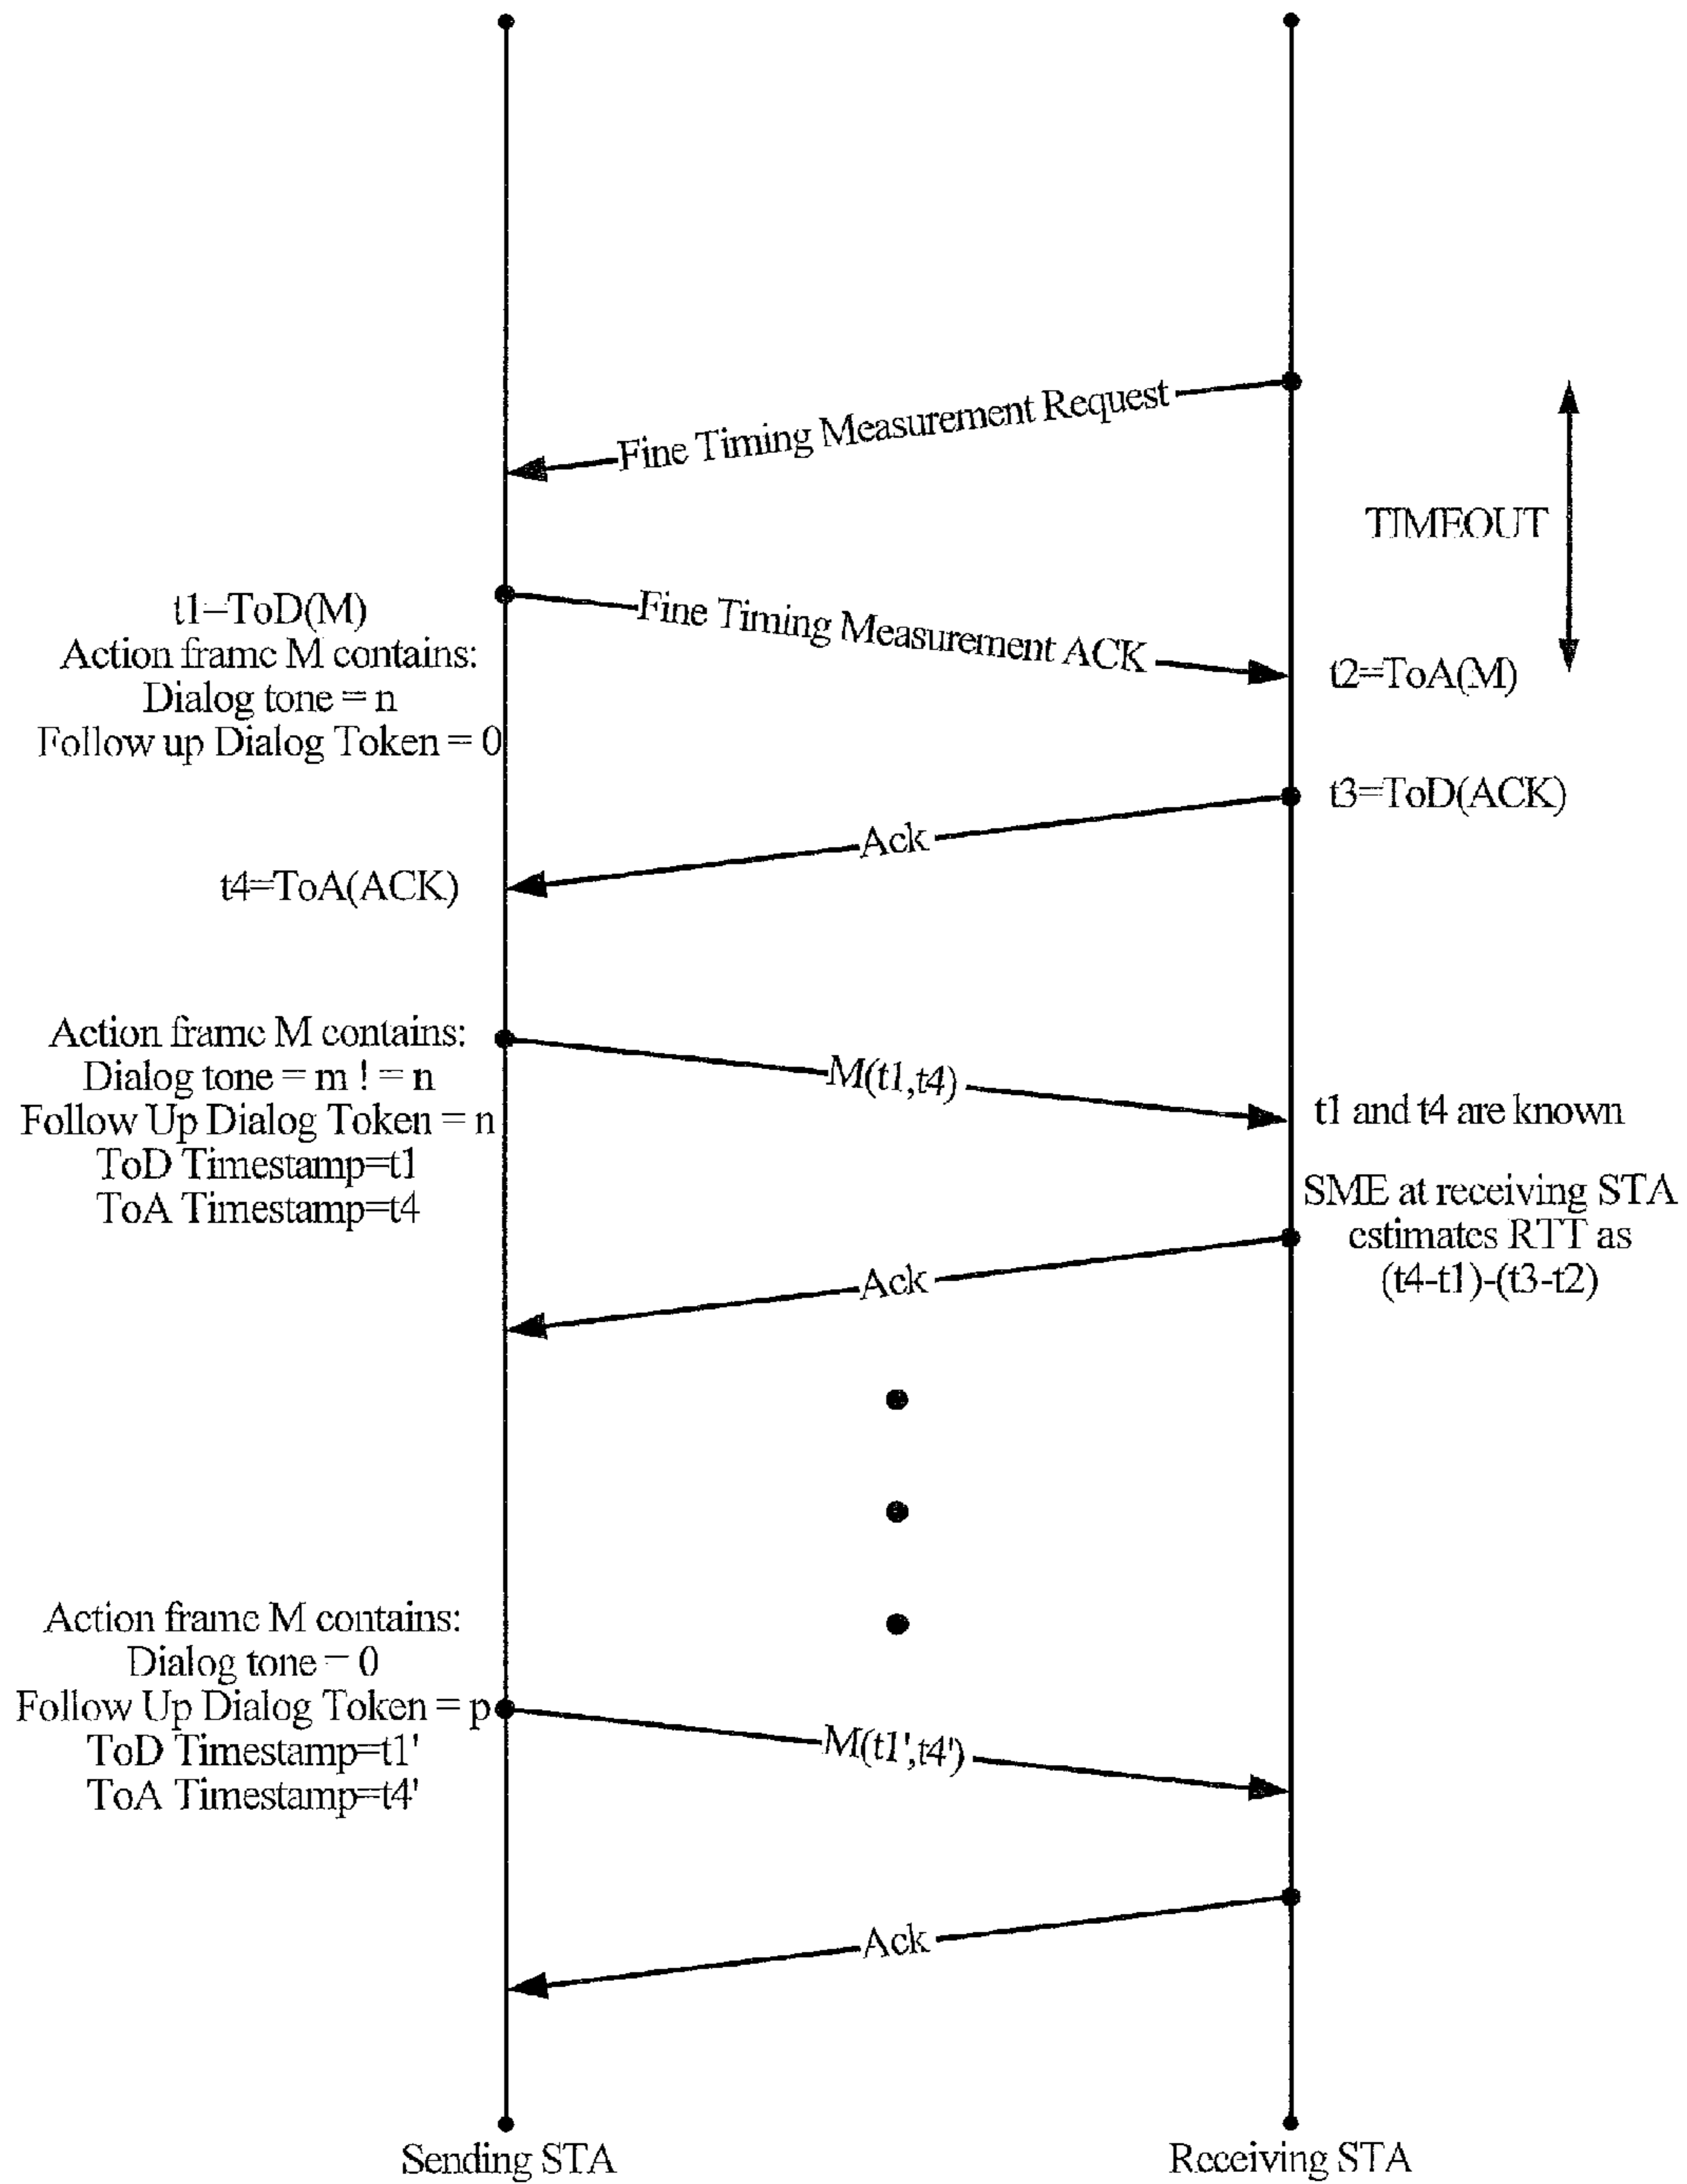 Fine Timing Measurement Request
TIMEOUT
t1=ToD(M)
Action frame M contains:
Dialog tone = n
Follow up Dialog Token = 0
Fine Timing Measurement ACK
t2=ToA(M)
t3=ToD(ACK)
Ack
t4=ToA(ACK)
Action frame M contains:
Dialog tone = m ! = n
Follow Up Dialog Token = n
ToD Timestamp=t1
ToA Timestamp=t4
M(t1,t4)
t1 and t4 are known
SME at receiving STA
estimates RTT as
(t4-t1)-(t3-t2)
Ack
Action frame M contains:
Dialog tone = 0
Follow Up Dialog Token = p
ToD Timestamp=t1'
ToA Timestamp=t4'
M(t1',t4')
Ack
Sending STA
Receiving STA